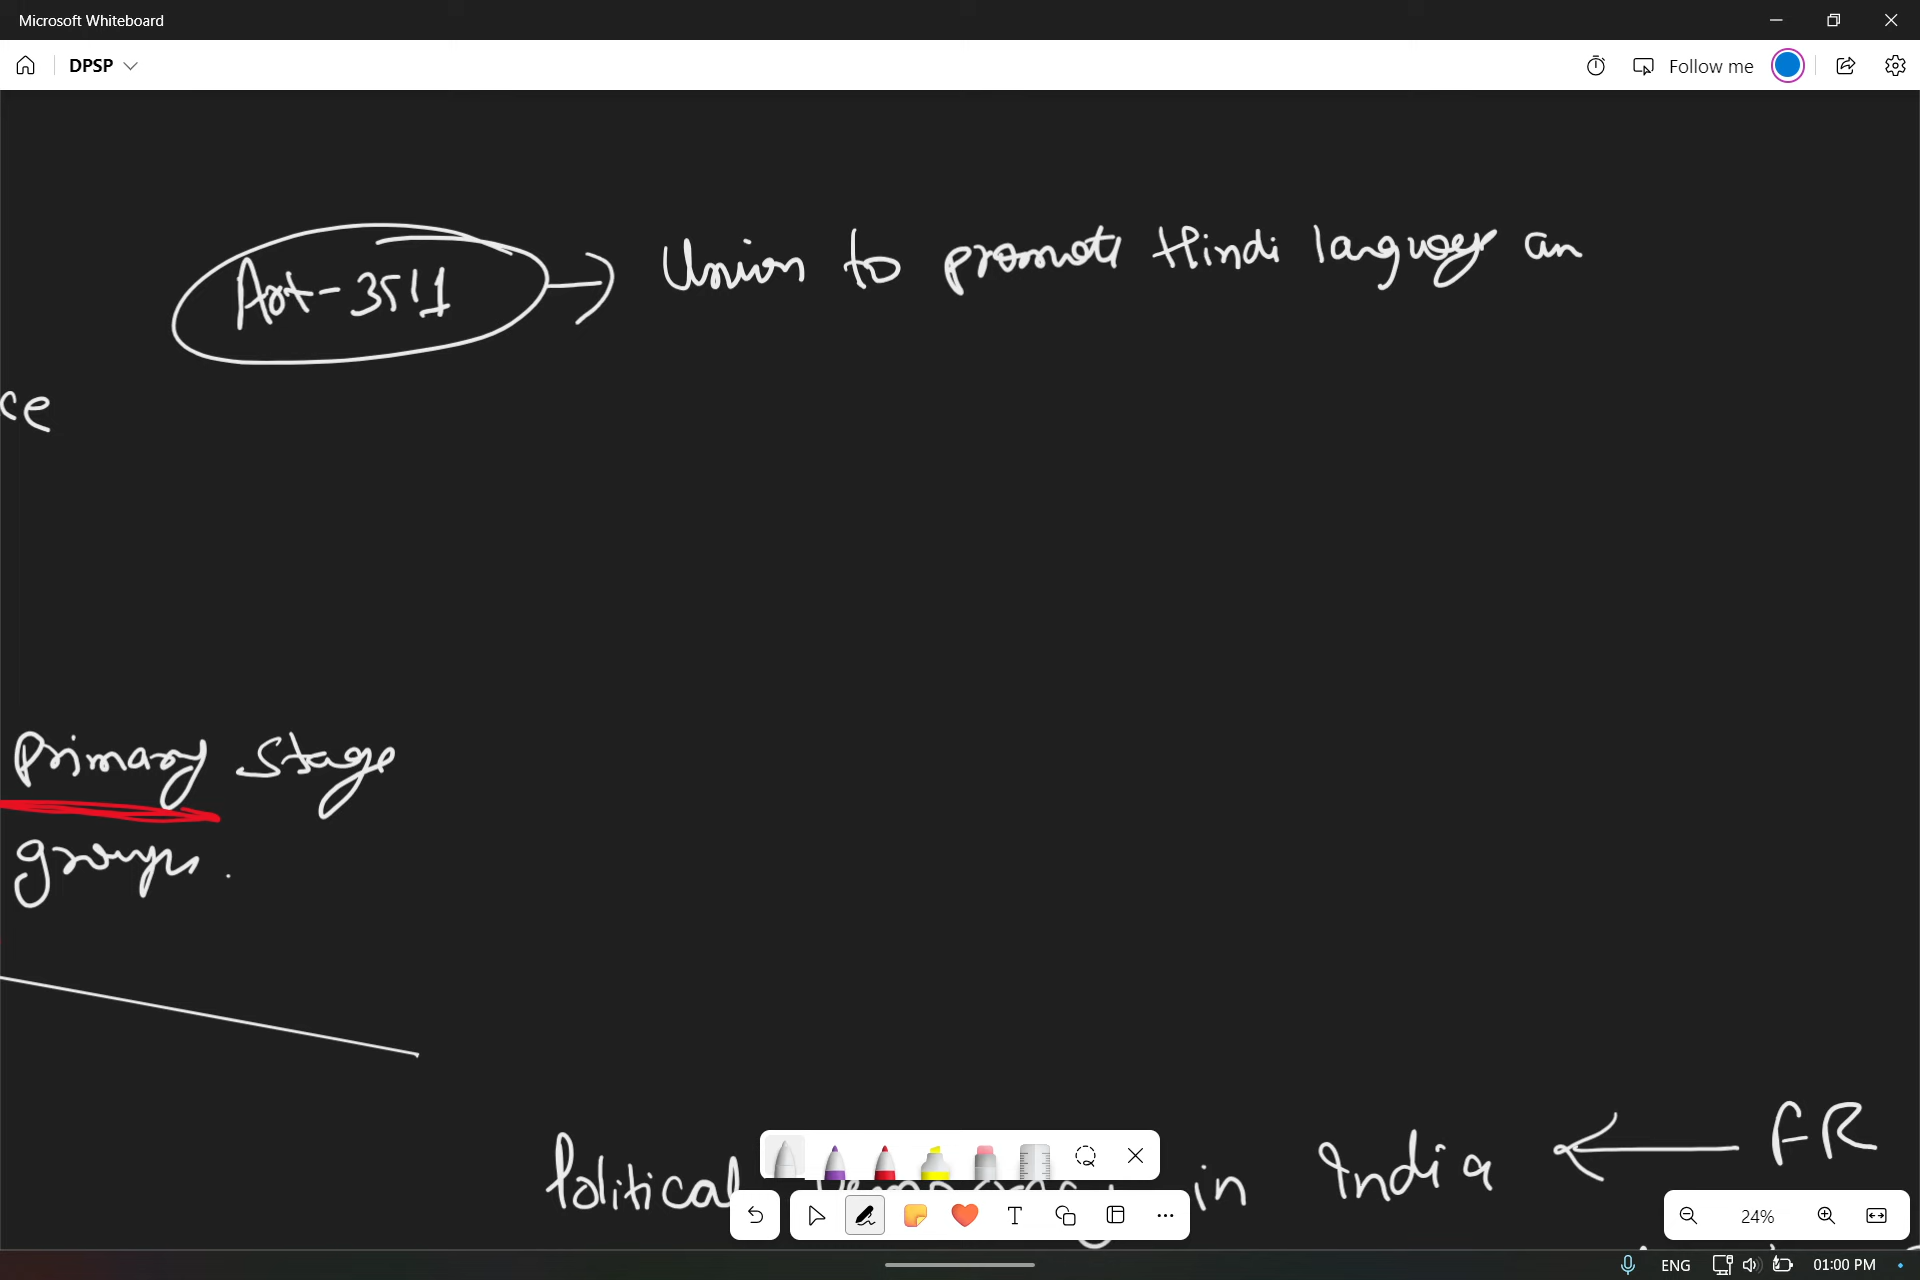 Microsoft Whiteboard
DPSP
Follow me
Art-351 → Union to promote Hindi language an
ce
Primary Stage
groups.
Political in India ← FR
24%
ENG
01:00 PM